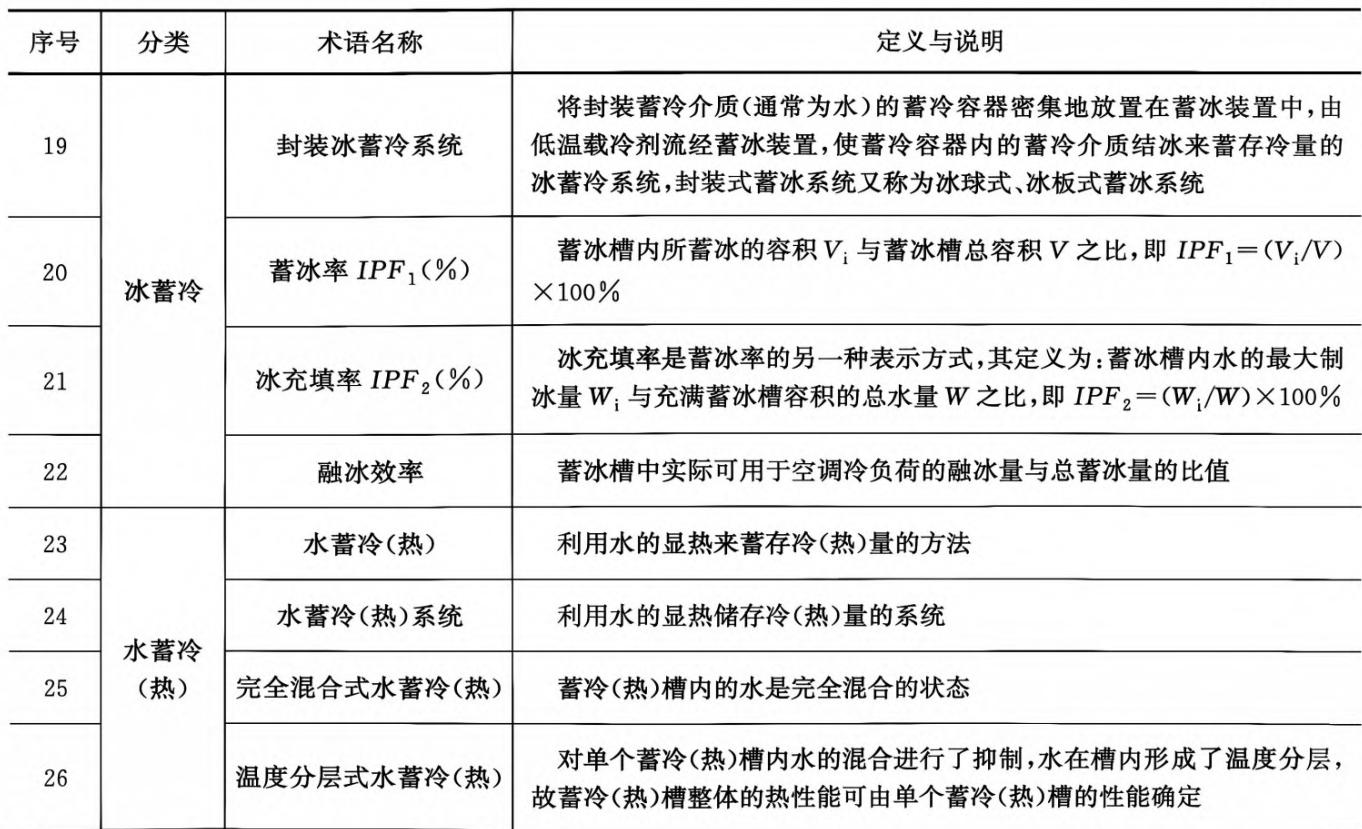 序号 分类 术语名称 定义与说明
19 封装冰蓄冷系统 将封装蓄冷介质(通常为水)的蓄冷容器密集地放置在蓄冰装置中,由
低温载冷剂流经蓄冰装置,使蓄冷容器内的蓄冷介质结冰来蓄存冷量的
冰蓄冷系统,封装式蓄冰系统又称为冰球式、冰板式蓄冰系统
冰蓄冷
20 蓄冰率 IPF₁(%) 蓄冰槽内所蓄冰的容积 Vᵢ 与蓄冰槽总容积 V 之比,即 IPF₁=(Vᵢ/V)
×100%
21 冰充填率 IPF₂(%) 冰充填率是蓄冰率的另一种表示方式,其定义为:蓄冰槽内水的最大制
冰量 Wᵢ 与充满蓄冰槽容积的总水量 W 之比,即 IPF₂=(Wᵢ/W)×100%
22 融冰效率 蓄冰槽中实际可用于空调冷负荷的融冰量与总蓄冰量的比值
23 水蓄冷(热) 利用水的显热来蓄存冷(热)量的方法
24 水蓄冷(热)系统 利用水的显热储存冷(热)量的系统
水蓄冷
(热)
25 完全混合式水蓄冷(热) 蓄冷(热)槽内的水是完全混合的状态
26 温度分层式水蓄冷(热) 对单个蓄冷(热)槽内水的混合进行了抑制,水在槽内形成了温度分层,
故蓄冷(热)槽整体的热性能可由单个蓄冷(热)槽的性能确定